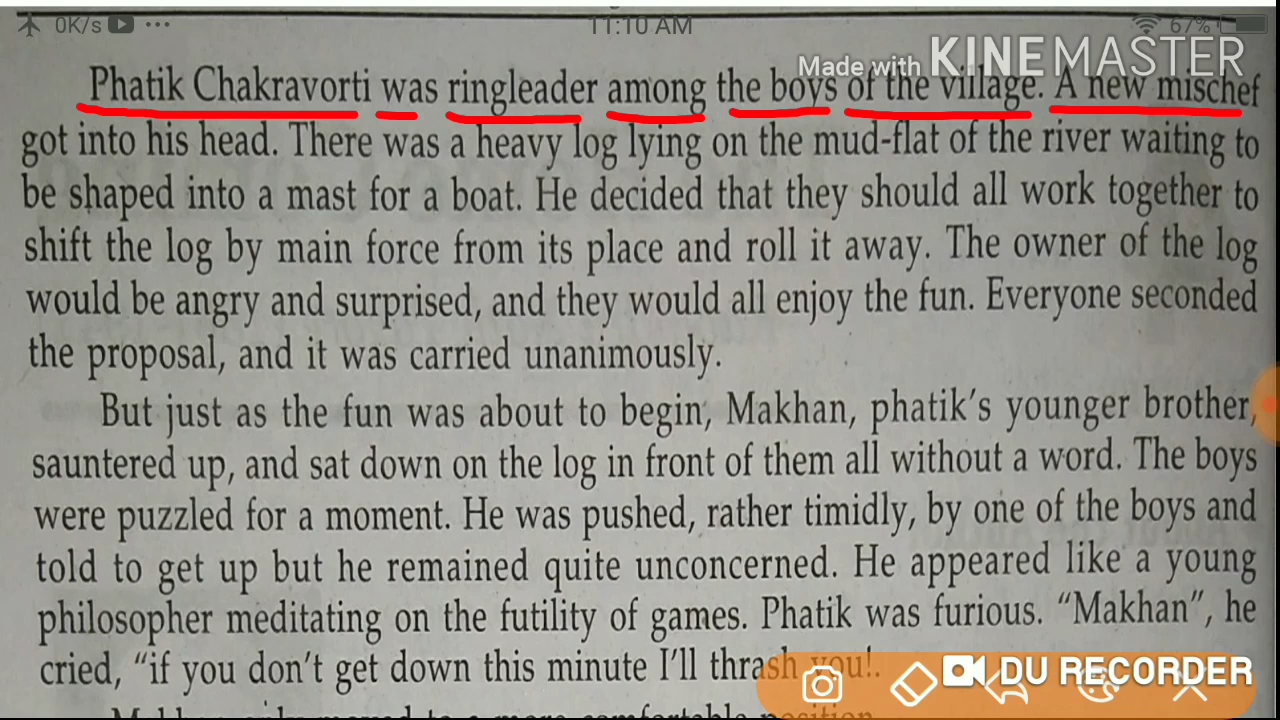 0K/s
11:10 AM
67%
Made with KINEMASTER
Phatik Chakravorti was ringleader among the boys of the village. A new mischef
got into his head. There was a heavy log lying on the mud-flat of the river waiting to
be shaped into a mast for a boat. He decided that they should all work together to
shift the log by main force from its place and roll it away. The owner of the log
would be angry and surprised, and they would all enjoy the fun. Everyone seconded
the proposal, and it was carried unanimously.
But just as the fun was about to begin, Makhan, phatik's younger brother,
sauntered up, and sat down on the log in front of them all without a word. The boys
were puzzled for a moment. He was pushed, rather timidly, by one of the boys and
told to get up but he remained quite unconcerned. He appeared like a young
philosopher meditating on the futility of games. Phatik was furious. “Makhan”, he
cried, “if you don't get down this minute I'll thrash you!.
DU RECORDER